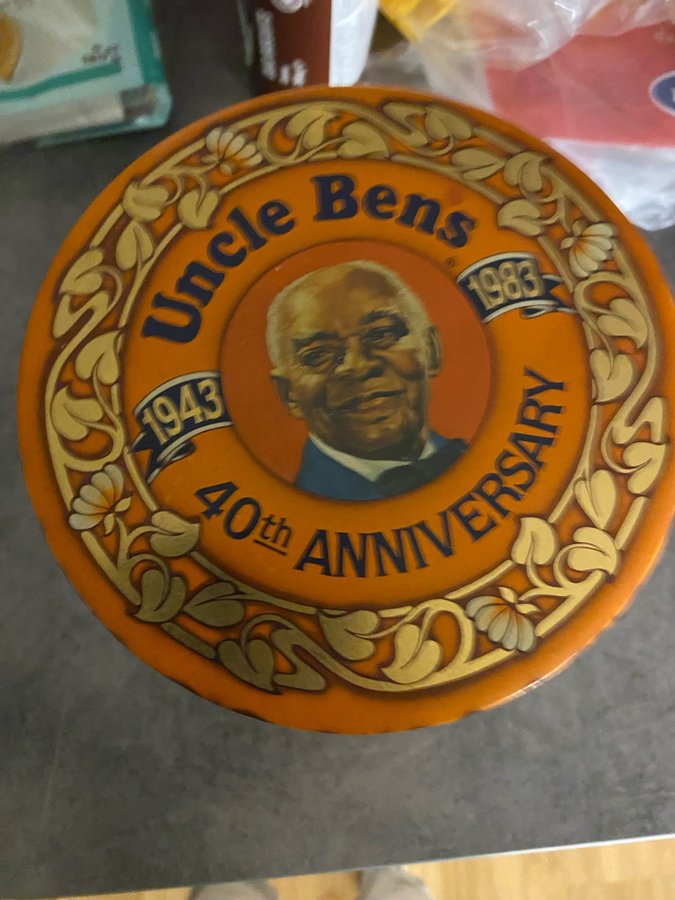 Uncle Bens®
1943
1983
40th ANNIVERSARY